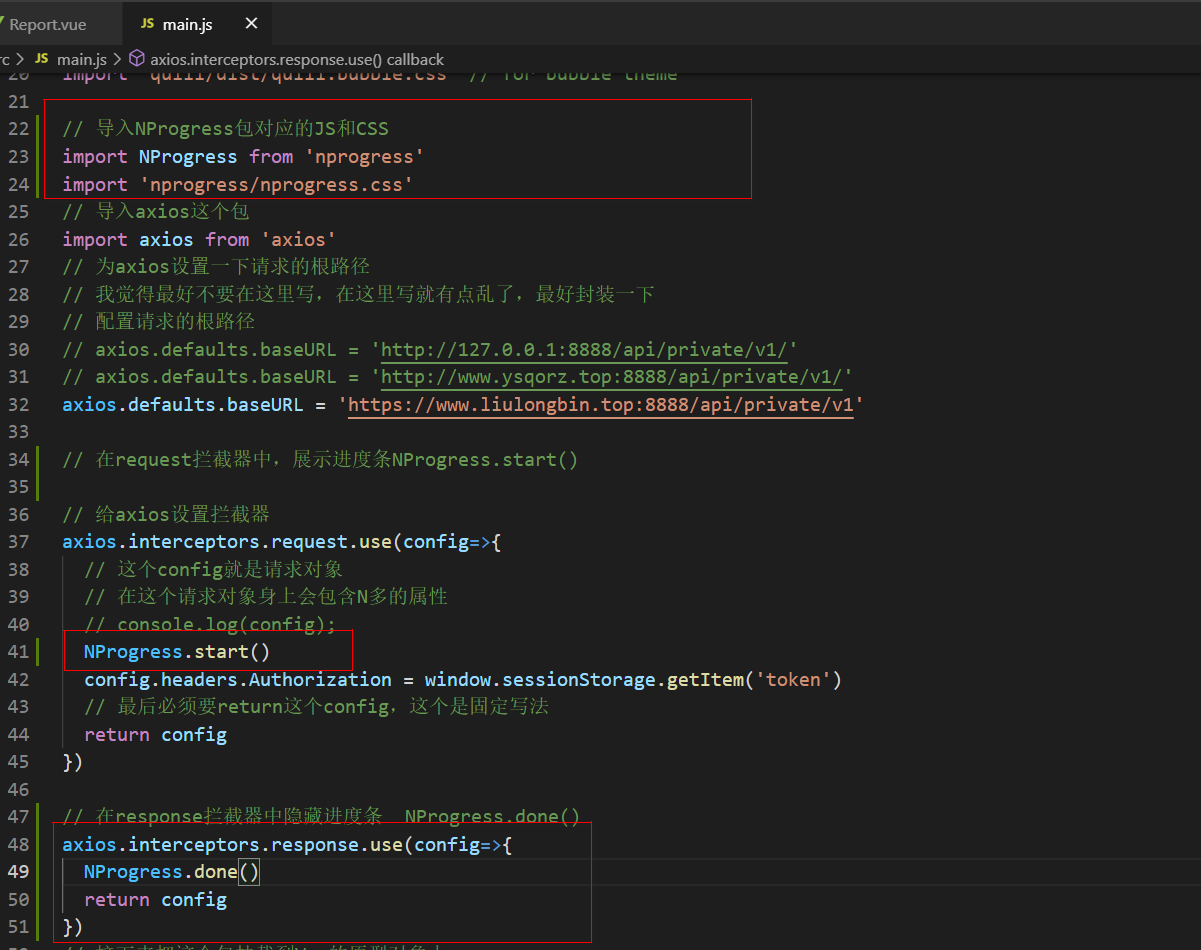 Report.vue
JS main.js ×
rc > JS main.js > axios.interceptors.response.use() callback
20 import 'quill/dist/quill.bubble.css' // for bubble theme
21
22 // 导入NProgress包对应的JS和CSS
23 import NProgress from 'nprogress'
24 import 'nprogress/nprogress.css'
25 // 导入axios这个包
26 import axios from 'axios'
27 // 为axios设置一下请求的根路径
28 // 我觉得最好不要在这里写，在这里写就有点乱了，最好封装一下
29 // 配置请求的根路径
30 // axios.defaults.baseURL = 'http://127.0.0.1:8888/api/private/v1/'
31 // axios.defaults.baseURL = 'http://www.ysqorz.top:8888/api/private/v1/'
32 axios.defaults.baseURL = 'https://www.liulongbin.top:8888/api/private/v1'
33
34 // 在request拦截器中，展示进度条NProgress.start()
35
36 // 给axios设置拦截器
37 axios.interceptors.request.use(config=>{
38 // 这个config就是请求对象
39 // 在这个请求对象身上会包含N多的属性
40 // console.log(config);
41 NProgress.start()
42 config.headers.Authorization = window.sessionStorage.getItem('token')
43 // 最后必须要return这个config，这个是固定写法
44 return config
45 })
46
47 // 在response拦截器中隐藏进度条 NProgress.done()
48 axios.interceptors.response.use(config=>{
49 NProgress.done()
50 return config
51 })